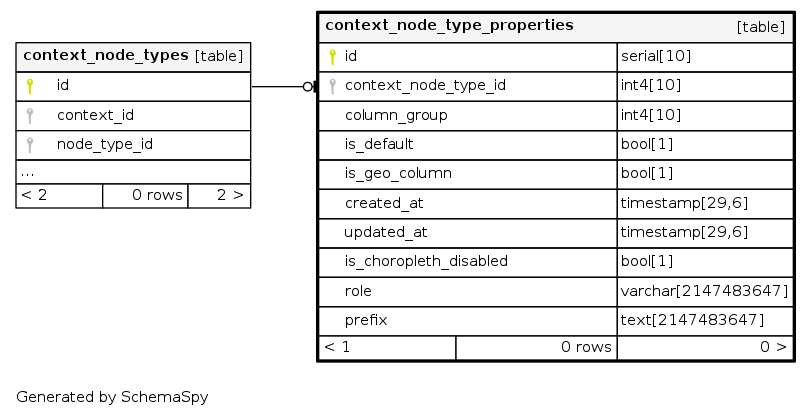 context_node_types [table]
id
context_id
node_type_id
...
< 2 0 rows 2 >
context_node_type_properties [table]
id serial[10]
context_node_type_id int4[10]
column_group int4[10]
is_default bool[1]
is_geo_column bool[1]
created_at timestamp[29,6]
updated_at timestamp[29,6]
is_choropleth_disabled bool[1]
role varchar[2147483647]
prefix text[2147483647]
< 1 0 rows 0 >
Generated by SchemaSpy